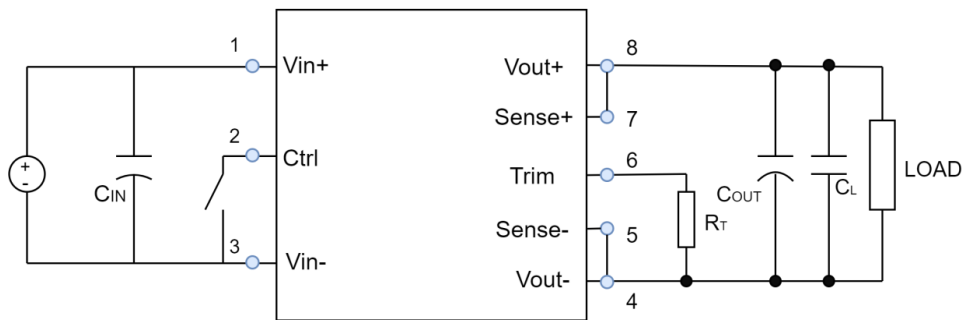 1
Vin+
2
Ctrl
3
Vin-
+
-
CIN
Vout+
8
Sense+
7
Trim
6
Sense-
5
Vout-
4
RT
COUT
CL
LOAD